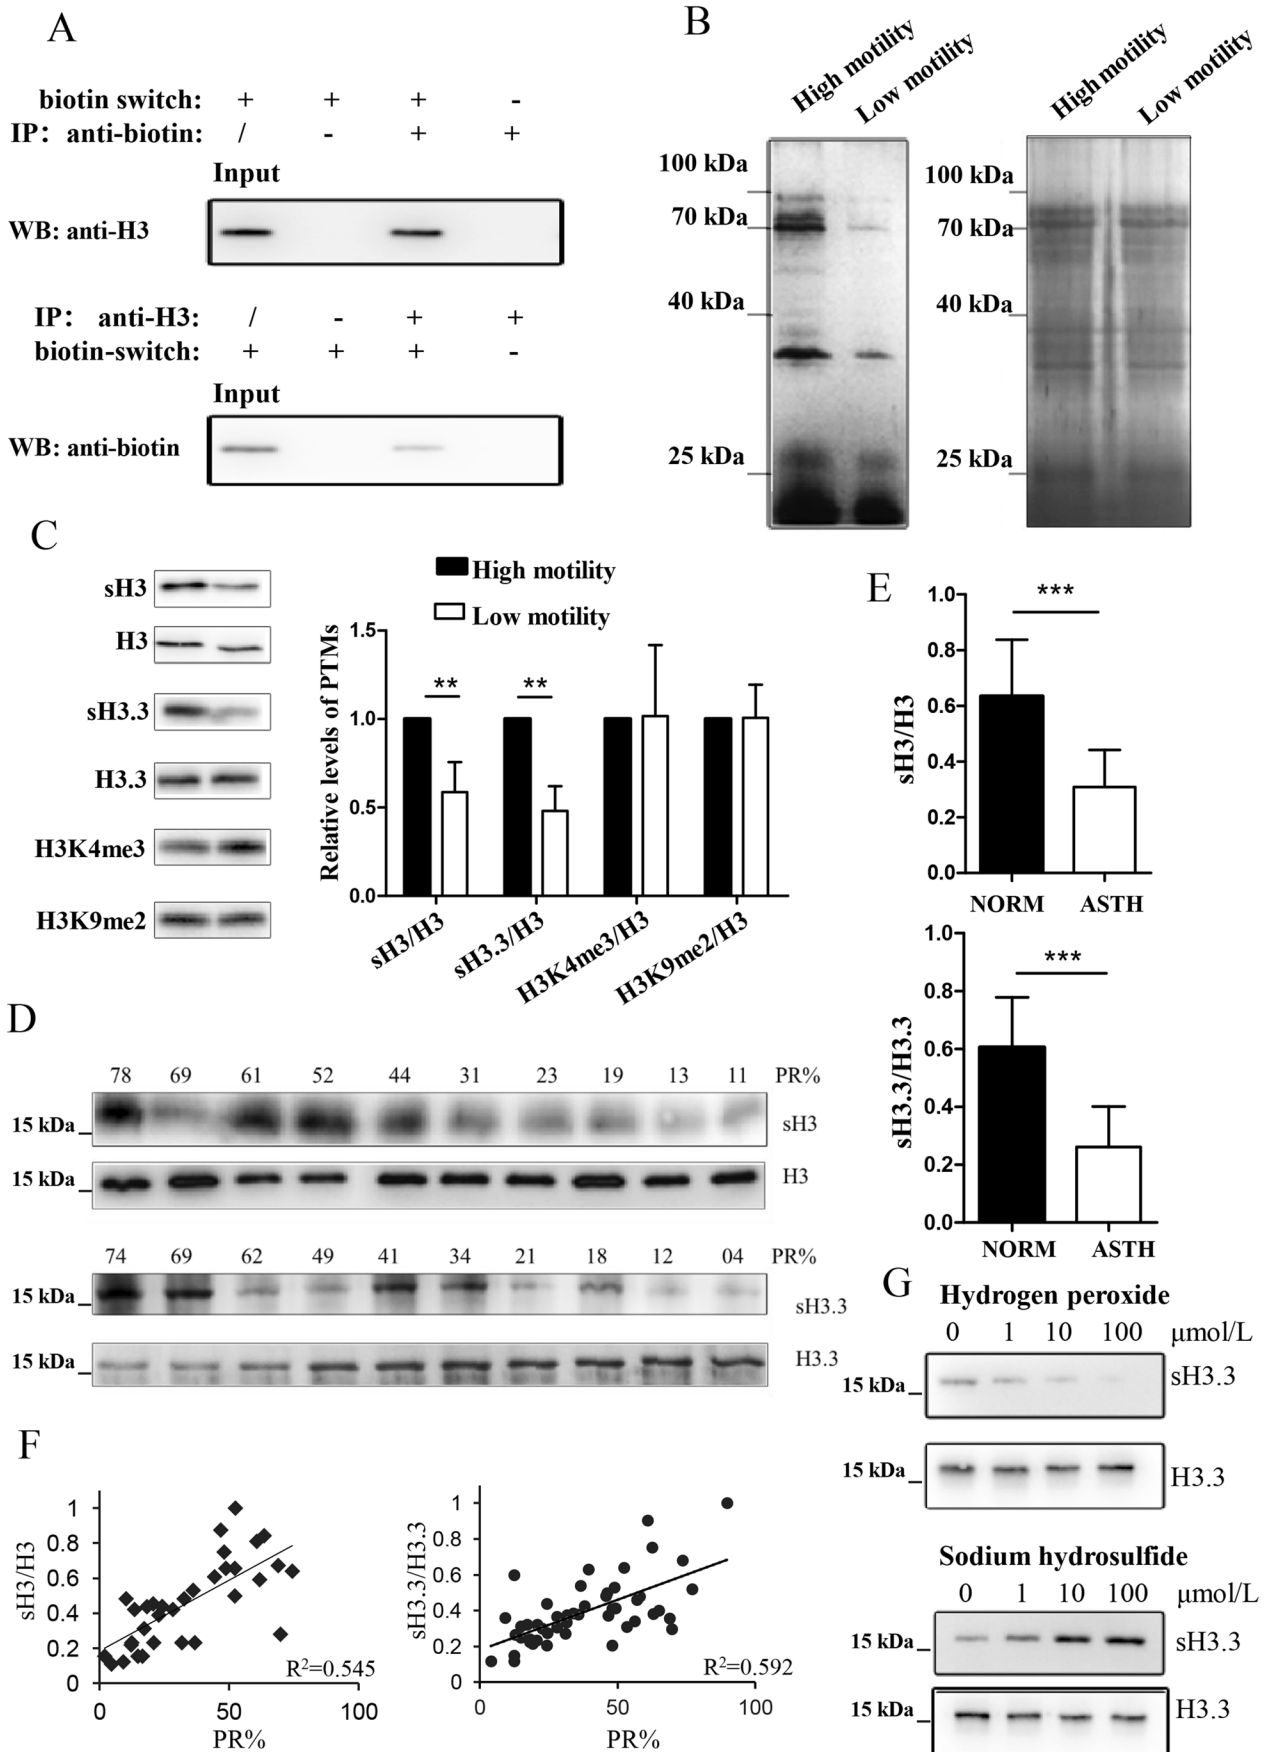 A
biotin switch: + + + -
IP: anti-biotin: / - + +
Input
WB: anti-H3
IP: anti-H3: / - + +
biotin-switch: + + + -
Input
WB: anti-biotin
B
High motility Low motility High motility Low motility
100 kDa
70 kDa
40 kDa
25 kDa
100 kDa
70 kDa
40 kDa
25 kDa
C
sH3
H3
sH3.3
H3.3
H3K4me3
H3K9me2
High motility
Low motility
Relative levels of PTMs
1.5
1.0
0.5
0.0
** **
sH3/H3 sH3.3/H3 H3K4me3/H3 H3K9me2/H3
D
78 69 61 52 44 31 23 19 13 11 PR%
15 kDa sH3
15 kDa H3
74 69 62 49 41 34 21 18 12 04 PR%
15 kDa sH3.3
15 kDa H3.3
E
sH3/H3
1.0
0.8
0.6
0.4
0.2
0.0
***
NORM ASTH
sH3.3/H3.3
1.0
0.8
0.6
0.4
0.2
0.0
***
NORM ASTH
F
sH3/H3
1
0.8
0.6
0.4
0.2
0
R²=0.545
0 50 100
PR%
sH3.3/H3.3
1
0.8
0.6
0.4
0.2
0
R²=0.592
0 50 100
PR%
G
Hydrogen peroxide
0 1 10 100 μmol/L
15 kDa sH3.3
15 kDa H3.3
Sodium hydrosulfide
0 1 10 100 μmol/L
15 kDa sH3.3
15 kDa H3.3